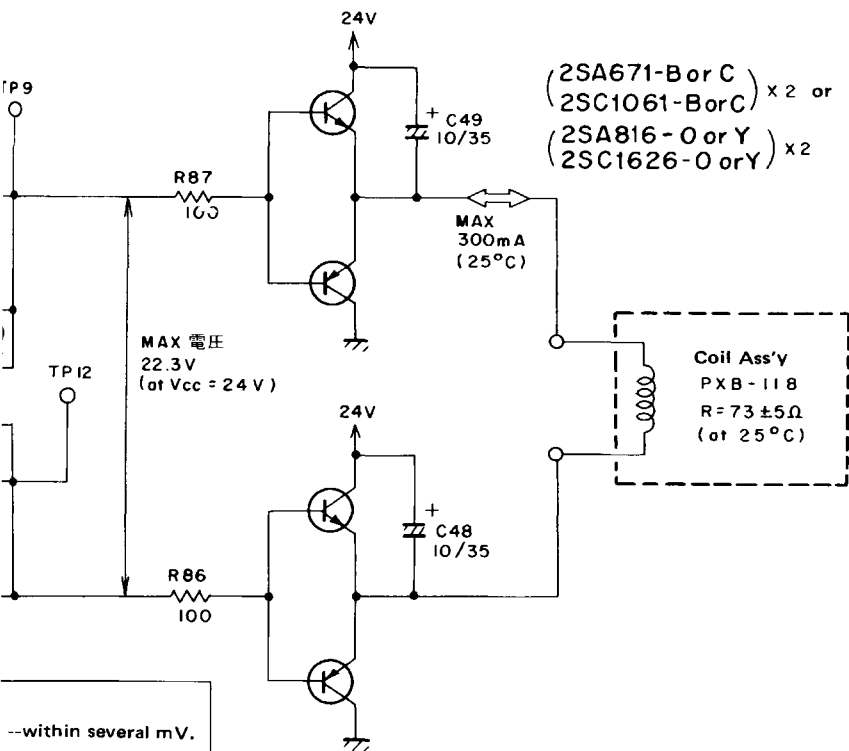 24V
TP9
(2SA671-B or C
2SC1061-B or C) x 2 or
(2SA816-O or Y
2SC1626-O or Y) x 2
+ C49
10/35
R87
100
MAX
300mA
(25°C)
MAX 電圧
22.3V
(at Vcc = 24V)
TP12
Coil Ass'y
PXB-118
R=73±5Ω
(at 25°C)
24V
+ C48
10/35
R86
100
--within several mV.